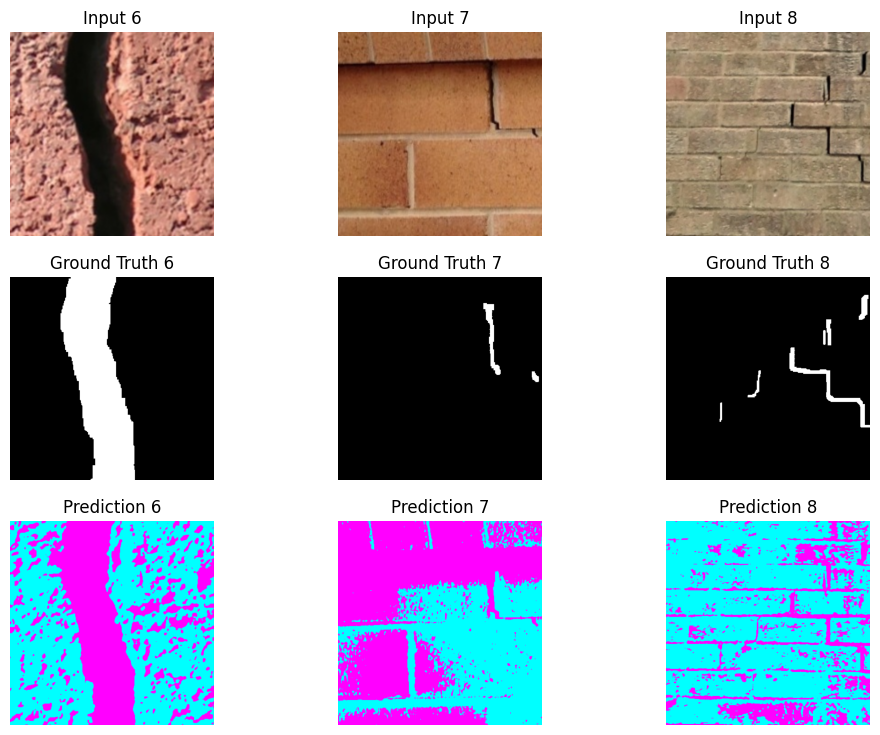 Input 6
Input 7
Input 8
Ground Truth 6
Ground Truth 7
Ground Truth 8
Prediction 6
Prediction 7
Prediction 8